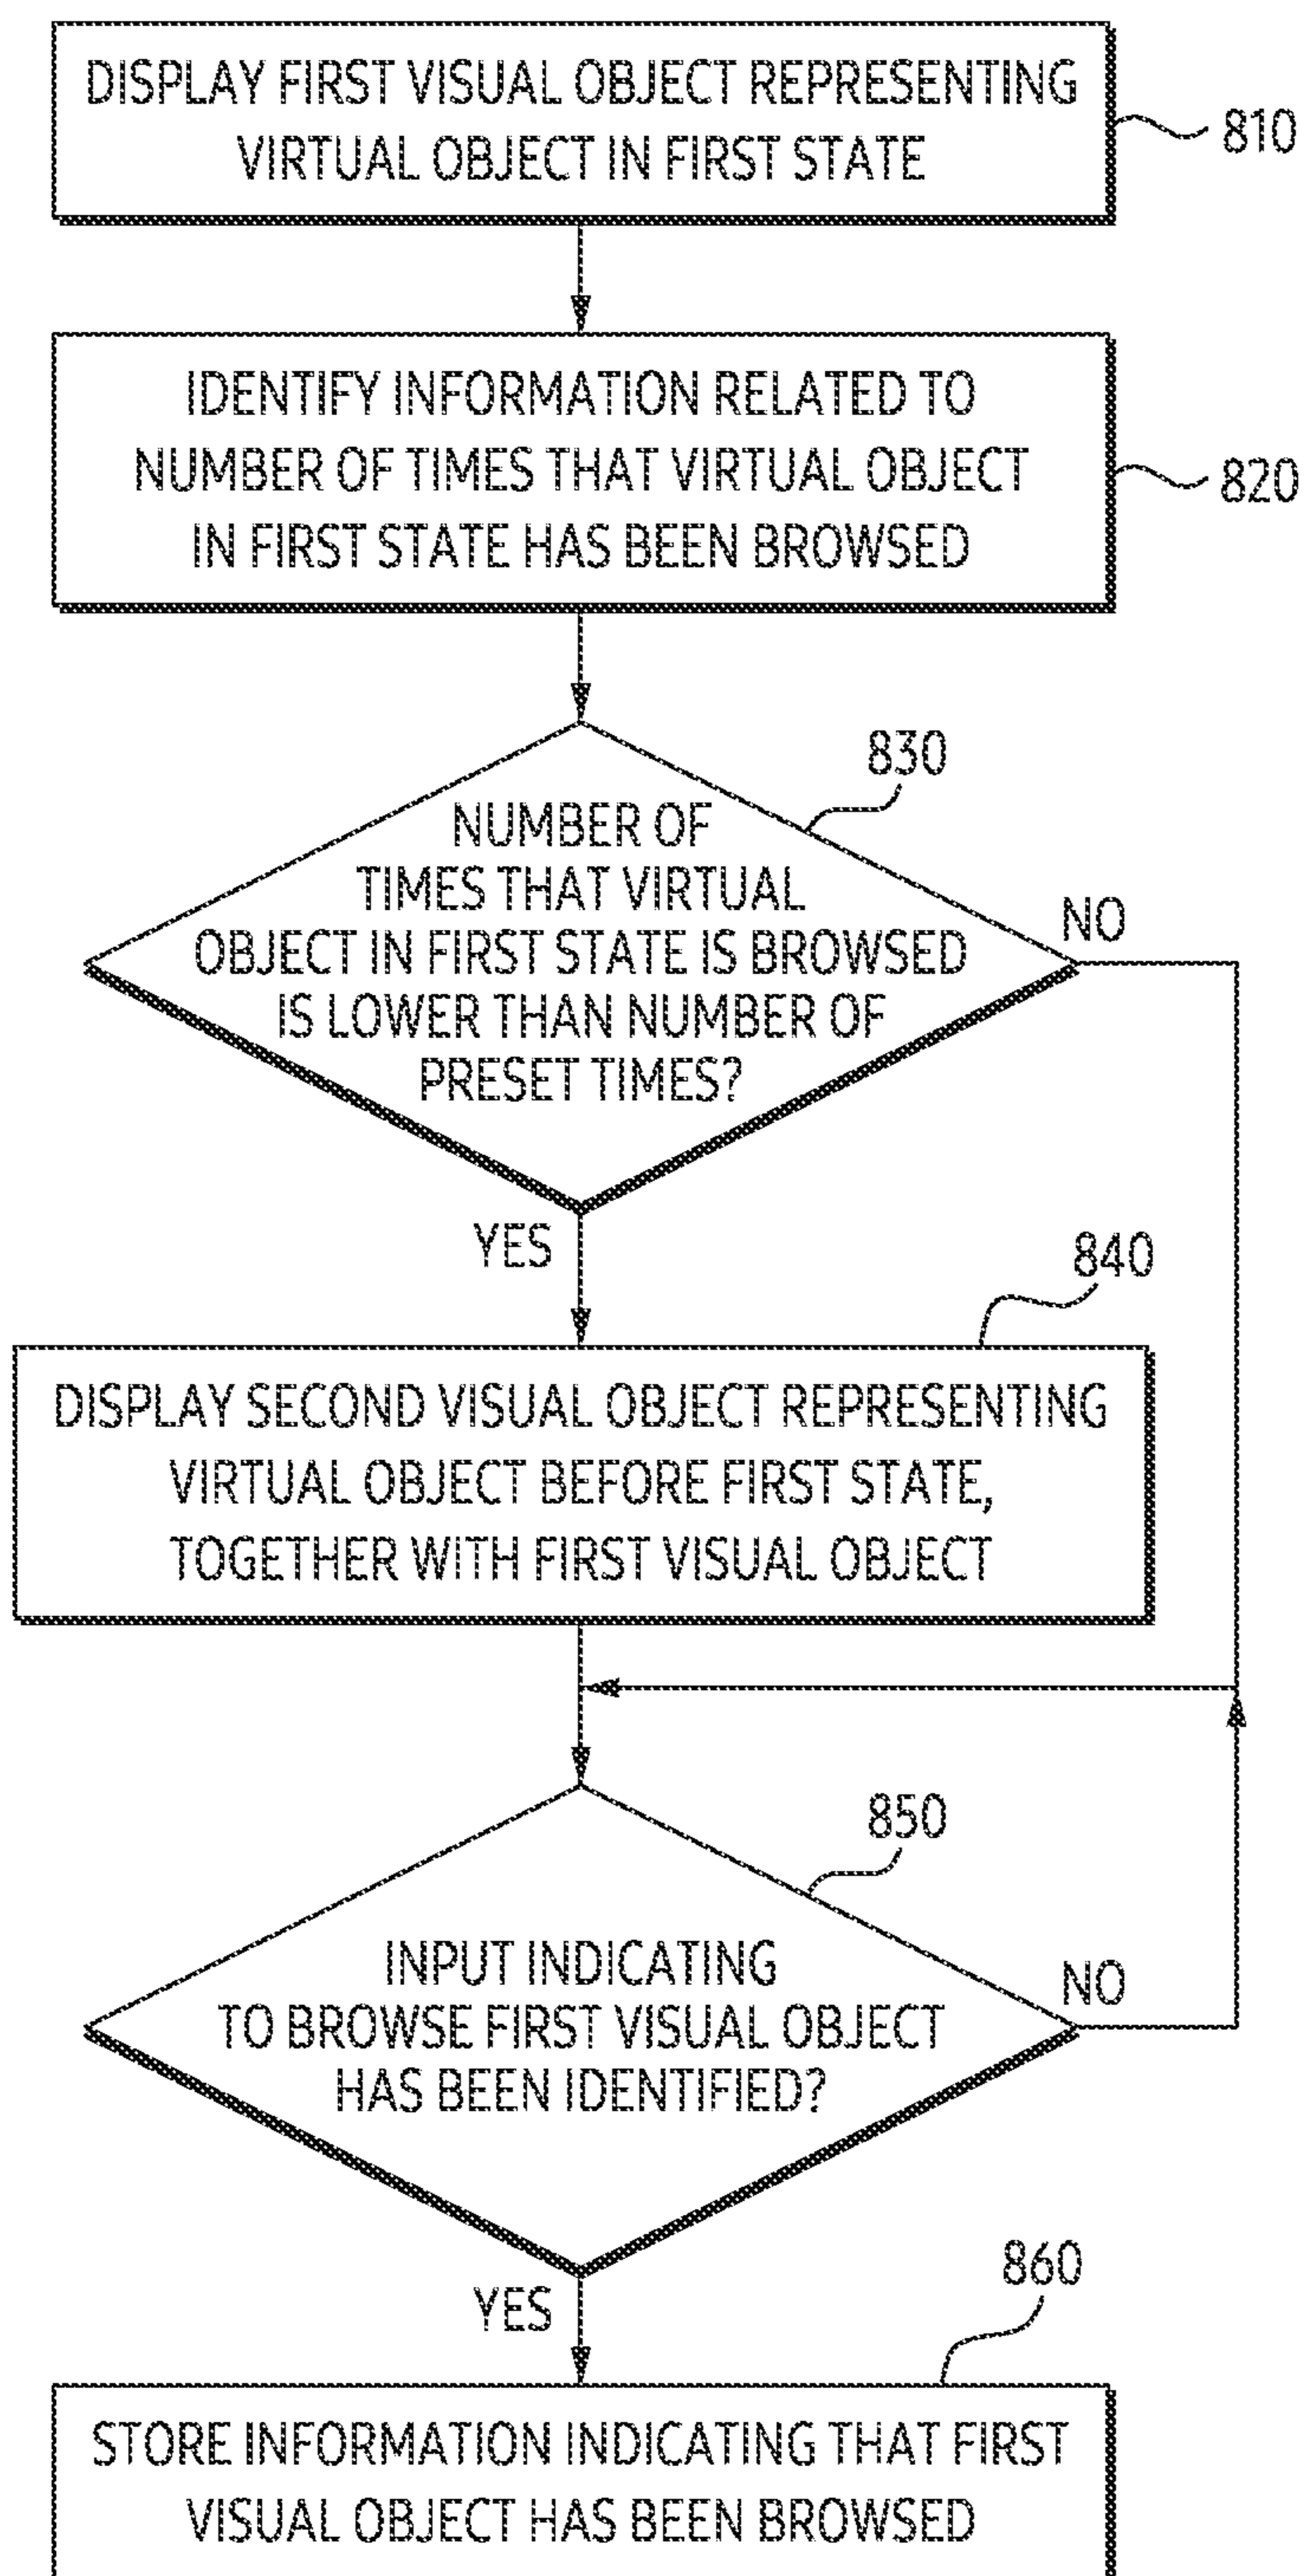 DISPLAY FIRST VISUAL OBJECT REPRESENTING
VIRTUAL OBJECT IN FIRST STATE
810
IDENTIFY INFORMATION RELATED TO
NUMBER OF TIMES THAT VIRTUAL OBJECT
IN FIRST STATE HAS BEEN BROWSED
820
830
NUMBER OF
TIMES THAT VIRTUAL
OBJECT IN FIRST STATE IS BROWSED
IS LOWER THAN NUMBER OF
PRESET TIMES?
NO
YES
840
DISPLAY SECOND VISUAL OBJECT REPRESENTING
VIRTUAL OBJECT BEFORE FIRST STATE,
TOGETHER WITH FIRST VISUAL OBJECT
850
INPUT INDICATING
TO BROWSE FIRST VISUAL OBJECT
HAS BEEN IDENTIFIED?
NO
YES
860
STORE INFORMATION INDICATING THAT FIRST
VISUAL OBJECT HAS BEEN BROWSED